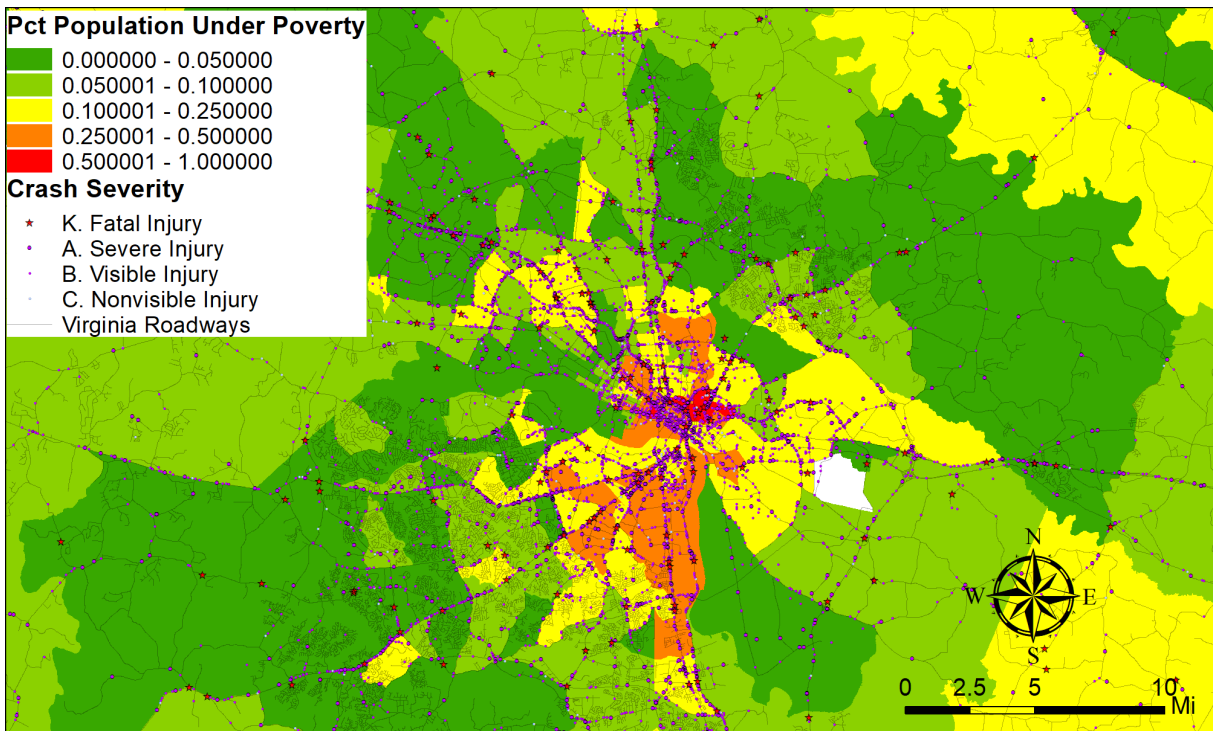 Pct Population Under Poverty
0.000000 - 0.050000
0.050001 - 0.100000
0.100001 - 0.250000
0.250001 - 0.500000
0.500001 - 1.000000
Crash Severity
K. Fatal Injury
A. Severe Injury
B. Visible Injury
C. Nonvisible Injury
Virginia Roadways
N
W E
S
0 2.5 5 10
Mi